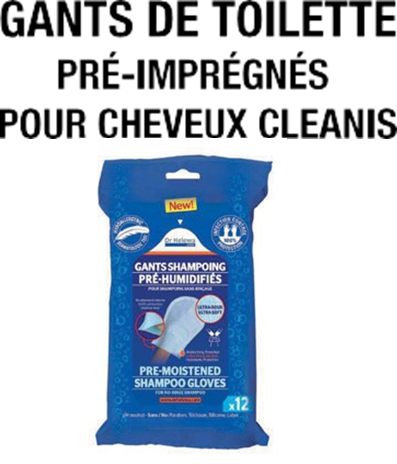 GANTS DE TOILETTE
PRÉ-IMPRÉGNÉS
POUR CHEVEUX CLEANIS
New!
100%
Dr Helewa
GANTS SHAMPOING
PRÉ-HUMIDIFIÉS
POUR SHAMPOING SANS RINÇAGE
ULTRA-DOUX
ULTRA-SOFT
PRE-MOISTENED
SHAMPOO GLOVES
FOR NO-RINSE SHAMPOO
x12